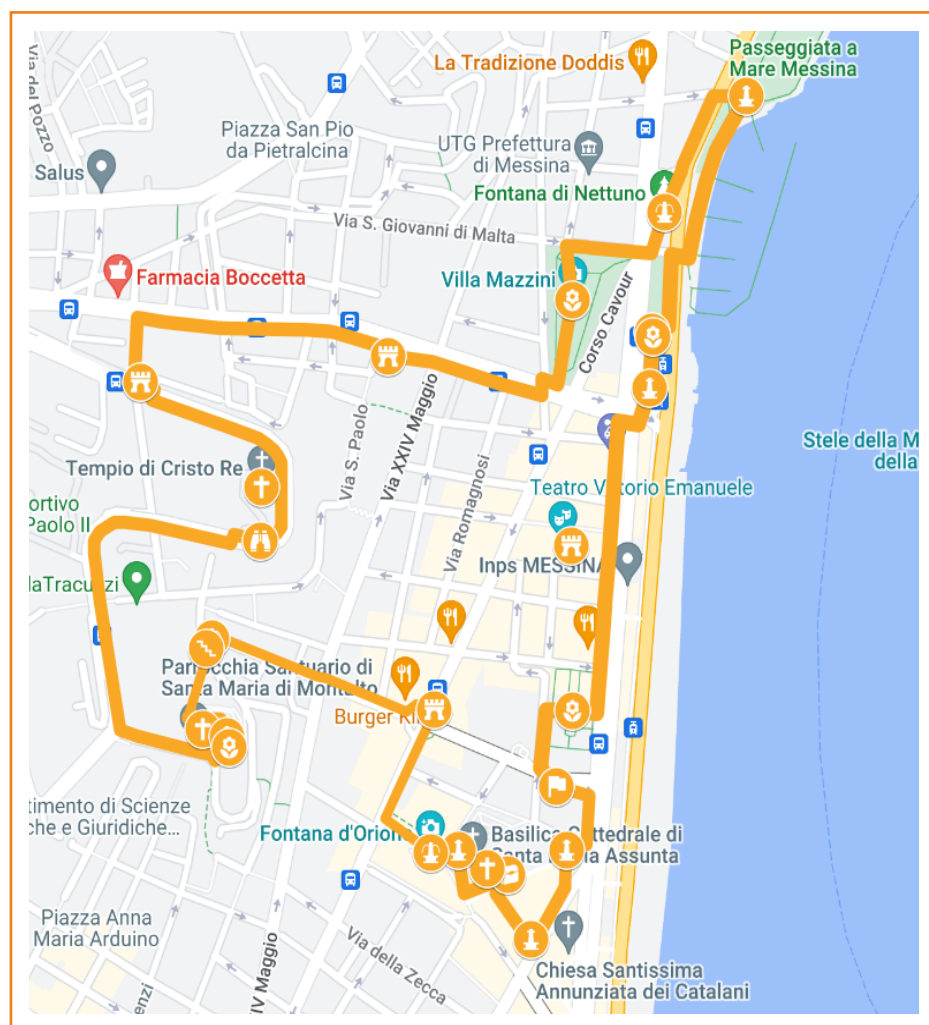 Passeggiata a
Mare Messina
La Tradizione Doddis
Via del Pozzo
Piazza San Pio
da Pietralcina
UTG Prefettura
di Messina
Salus
Fontana di Nettuno
Via S. Giovanni di Malta
Farmacia Boccetta
Villa Mazzini
Corso Cavour
Via XXIV Maggio
Via S. Paolo
Stele della M
della
Tempio di Cristo Re
Via Romagnosi
Teatro Vittorio Emanuele
ortivo
Paolo II
Inps MESSINA
laTracuzzi
Parrocchia Santuario di
Santa Maria di Montalto
Burger Ki
timento di Scienze
che e Giuridiche...
Fontana d'Orion
Basilica Cattedrale di
Santa Maria Assunta
Piazza Anna
Maria Arduino
XIV Maggio
Via della Zecca
Chiesa Santissima
Annunziata dei Catalani
enzi